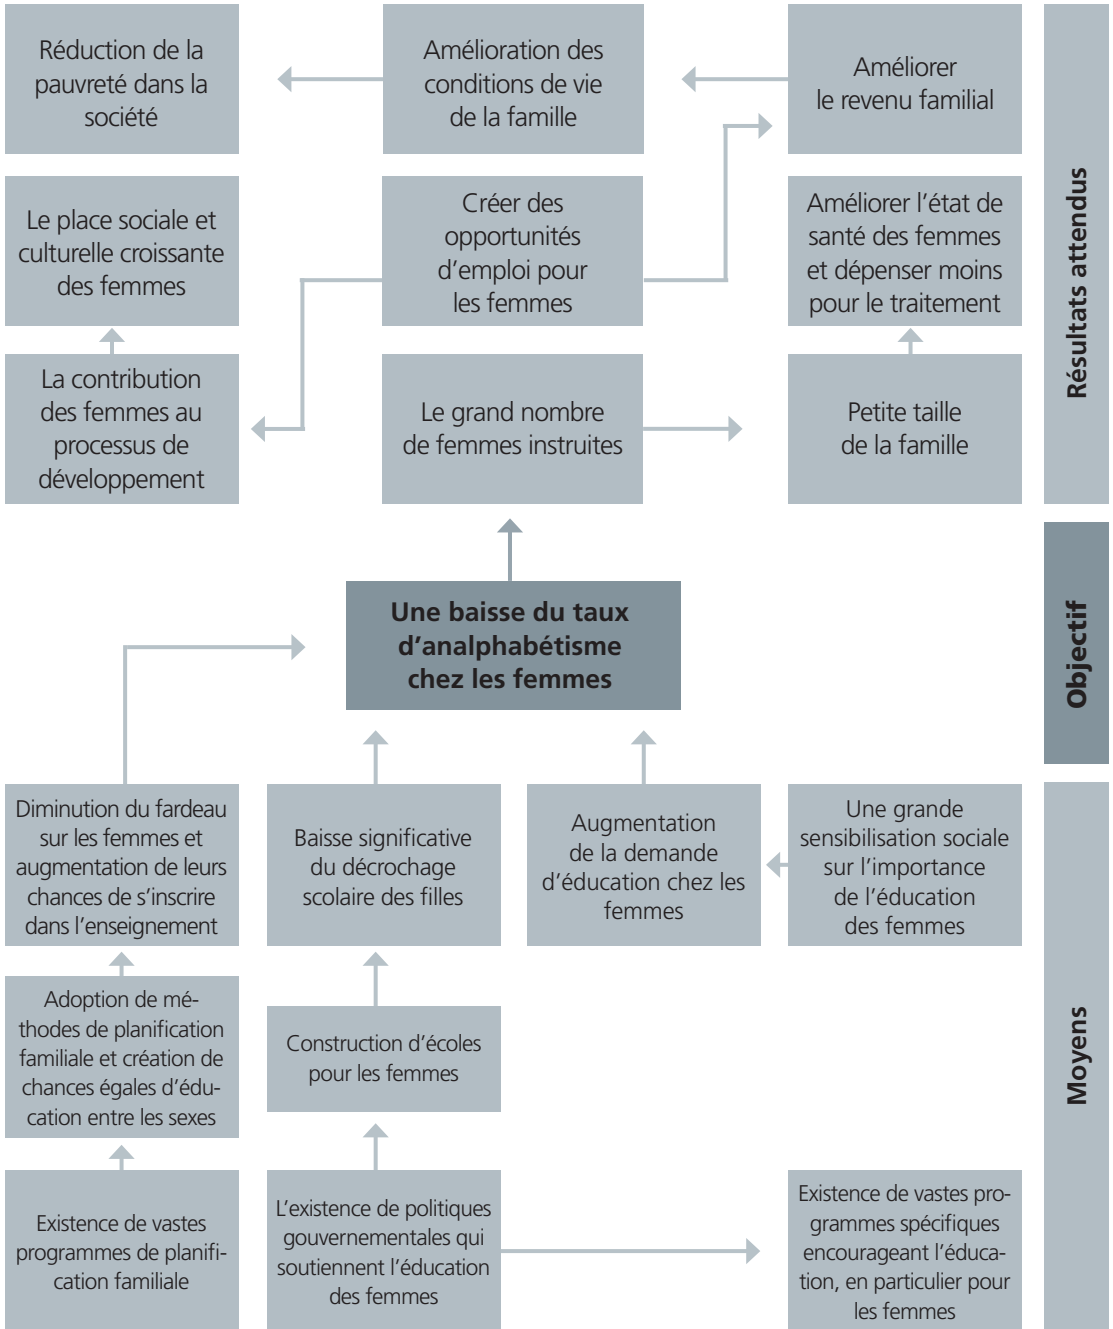 Réduction de la
pauvreté dans la
société
Amélioration des
conditions de vie
de la famille
Améliorer
le revenu familial
Le place sociale et
culturelle croissante
des femmes
Créer des
opportunités
d’emploi pour
les femmes
Améliorer l’état de
santé des femmes
et dépenser moins
pour le traitement
La contribution
des femmes au
processus de
développement
Le grand nombre
de femmes instruites
Petite taille
de la famille
Résultats attendus
Une baisse du taux
d’analphabétisme
chez les femmes
Objectif
Diminution du fardeau
sur les femmes et
augmentation de leurs
chances de s’inscrire
dans l’enseignement
Baisse significative
du décrochage
scolaire des filles
Augmentation
de la demande
d’éducation chez les
femmes
Une grande
sensibilisation sociale
sur l’importance
de l’éducation
des femmes
Adoption de mé-
thodes de planification
familiale et création de
chances égales d’édu-
cation entre les sexes
Construction d’écoles
pour les femmes
Existence de vastes
programmes de planifi-
cation familiale
L’existence de politiques
gouvernementales qui
soutiennent l’éducation
des femmes
Existence de vastes pro-
grammes spécifiques
encourageant l’éduca-
tion, en particulier pour
les femmes
Moyens